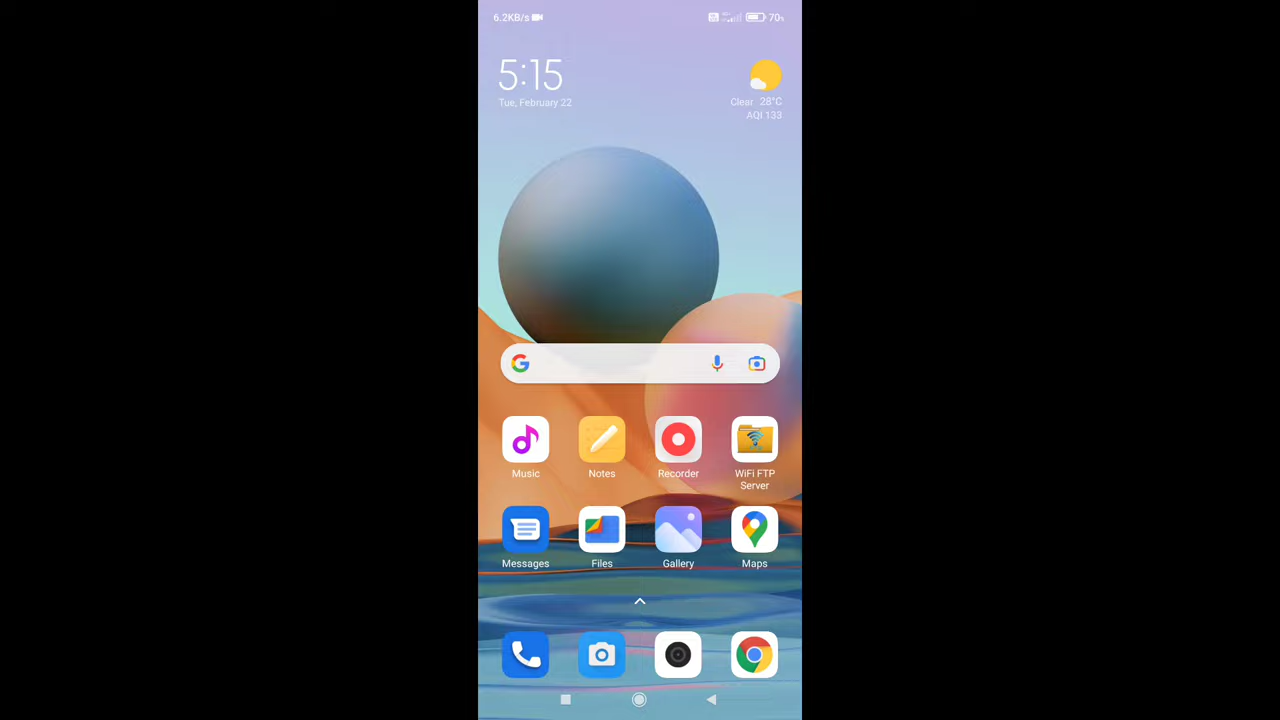 6.2KB/s 70%
5:15
Tue, February 22
Clear 28°C
AQI 133
Music Notes Recorder WiFi FTP Server
Messages Files Gallery Maps